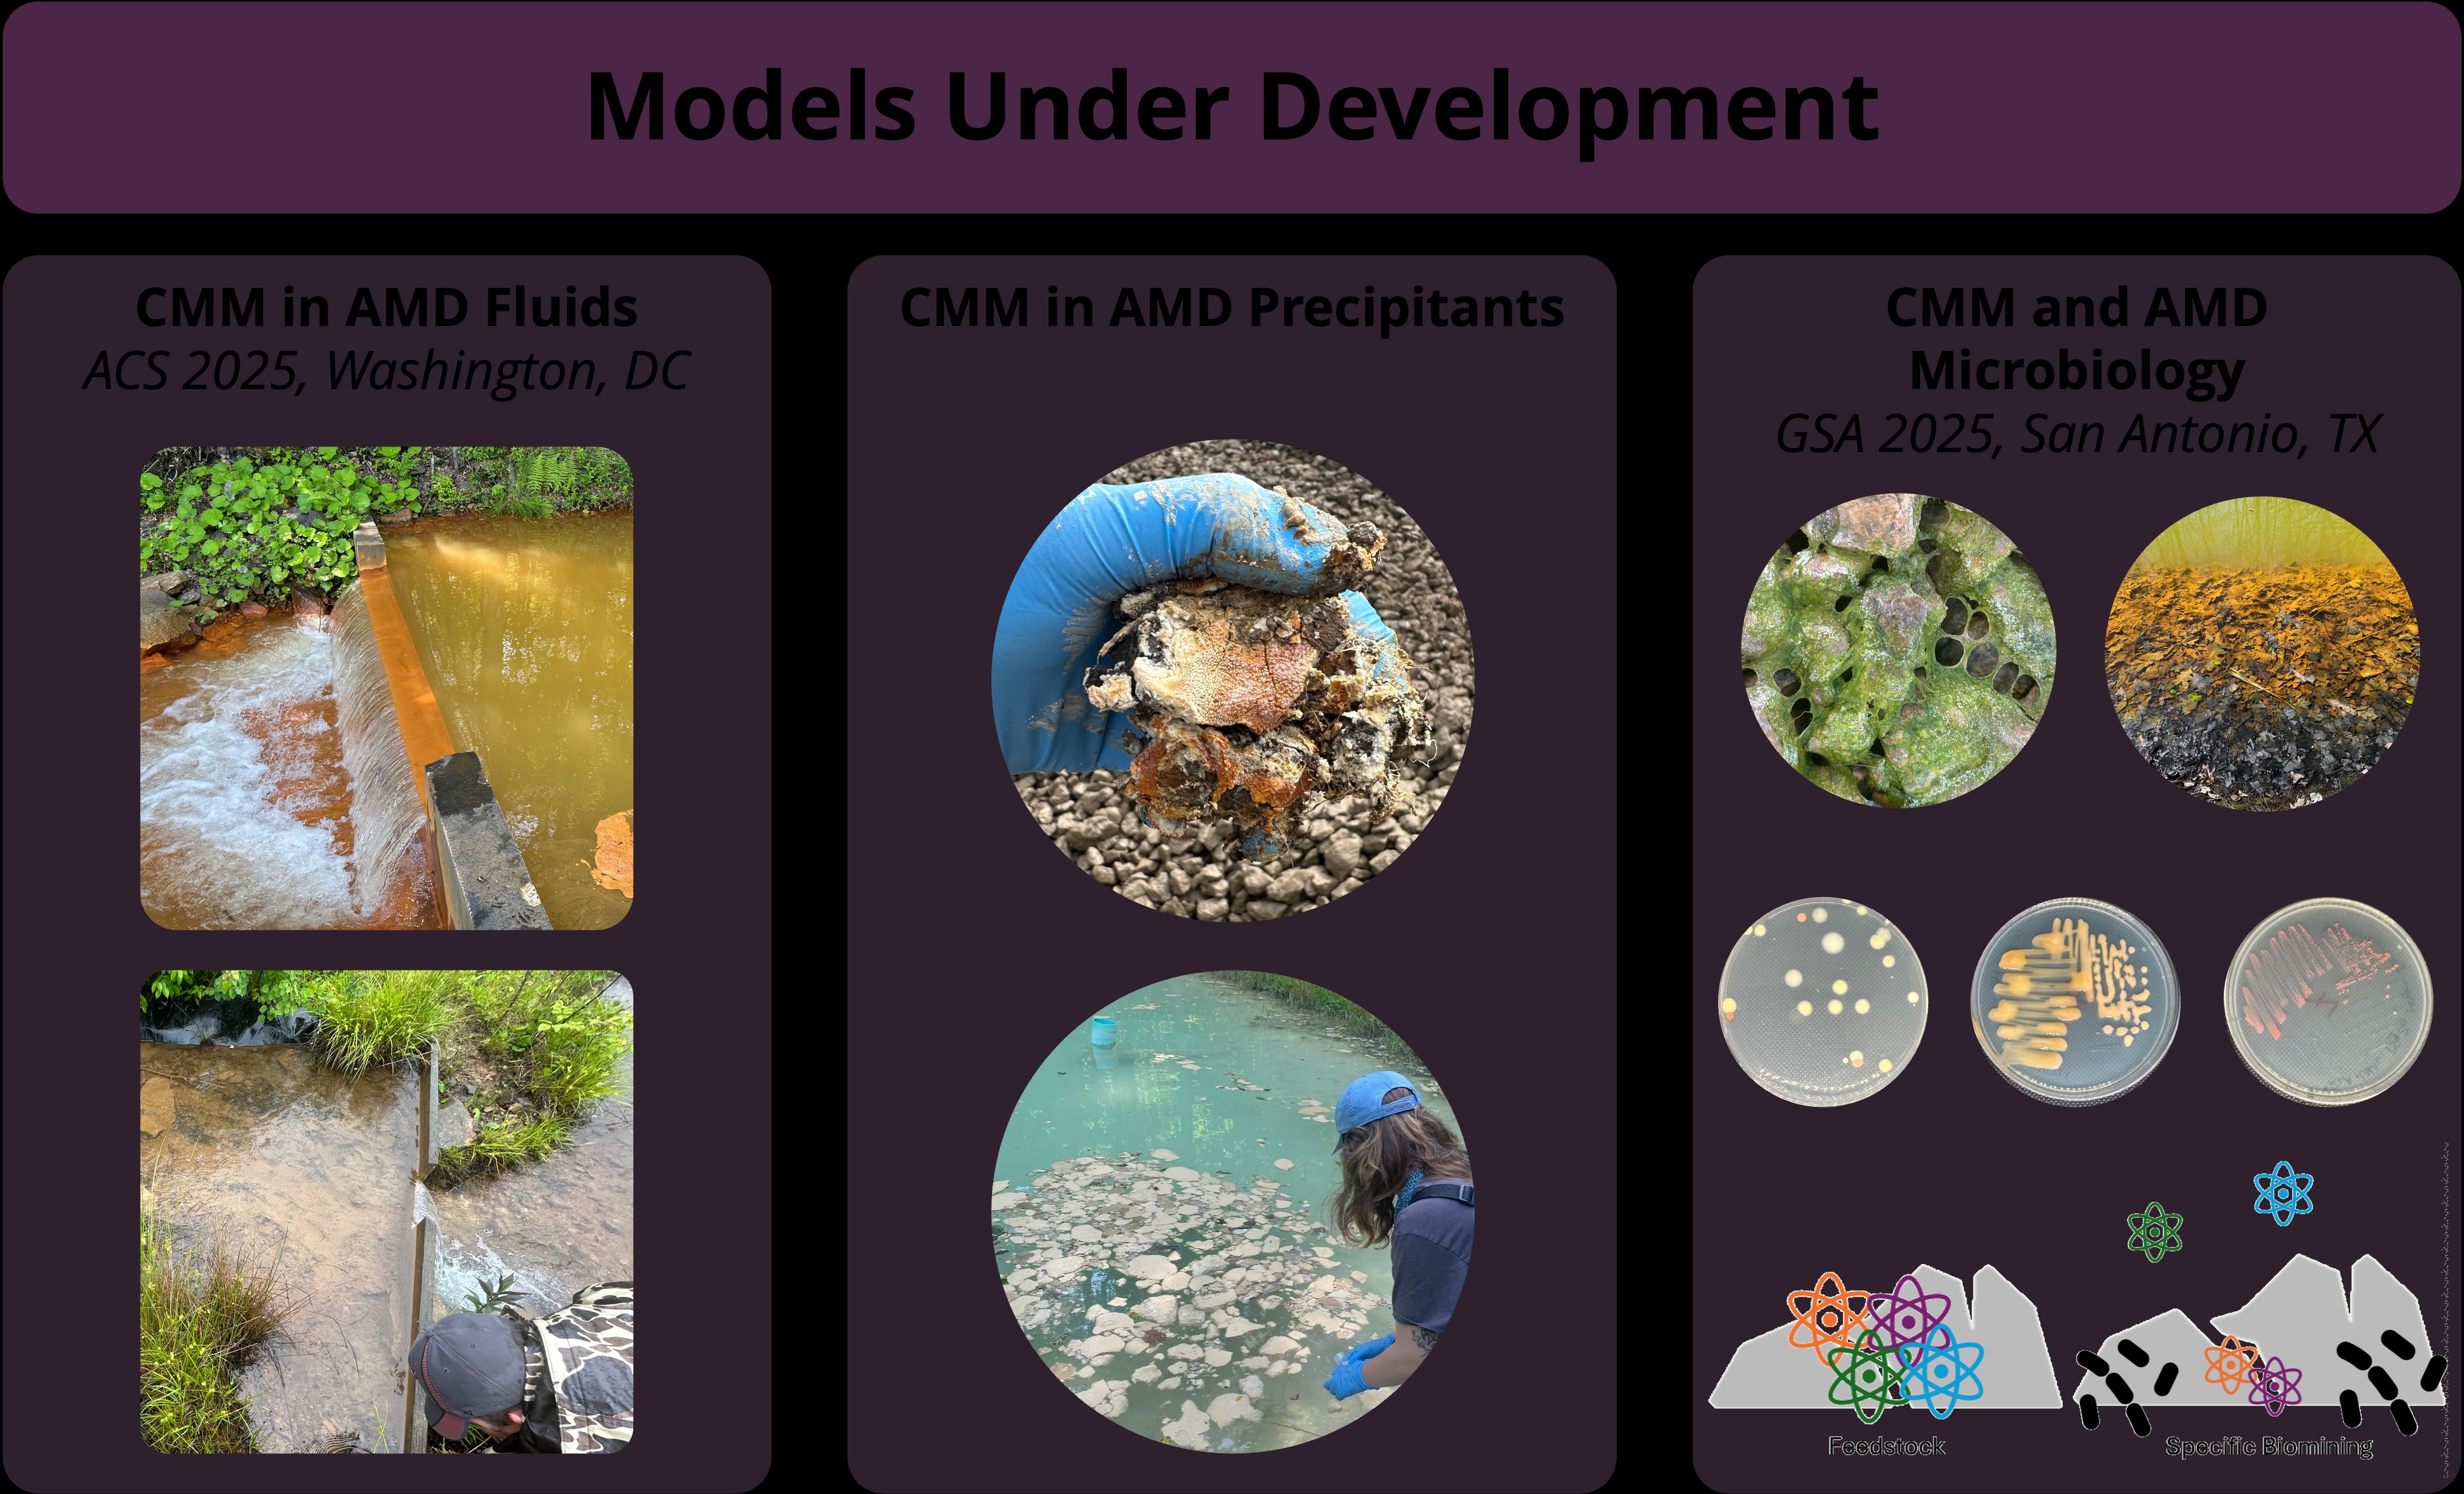 Models Under Development
CMM in AMD Fluids
ACS 2025, Washington, DC
CMM in AMD Precipitants
CMM and AMD
Microbiology
GSA 2025, San Antonio, TX
Feedstock
Specific Biomining